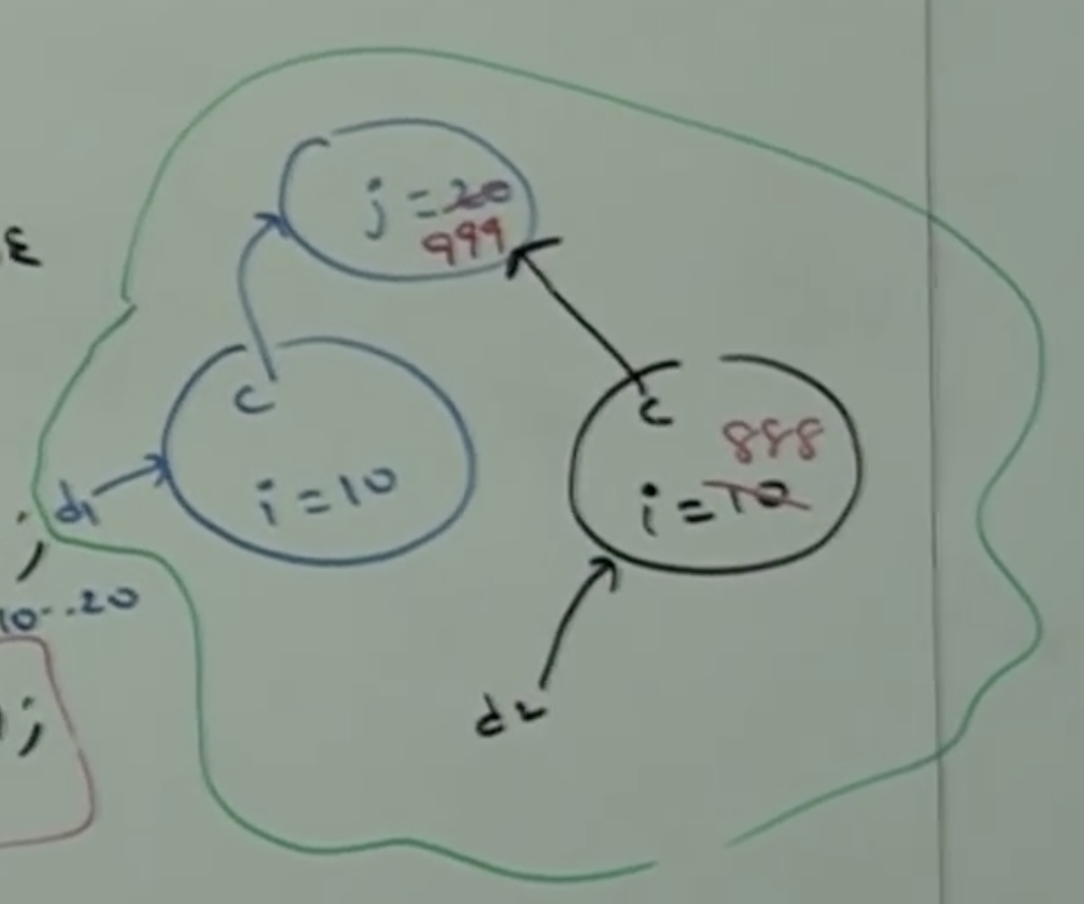 j = 20
999
c
c
888
i = 10
i = 10
d1
;
10..20
d2
;